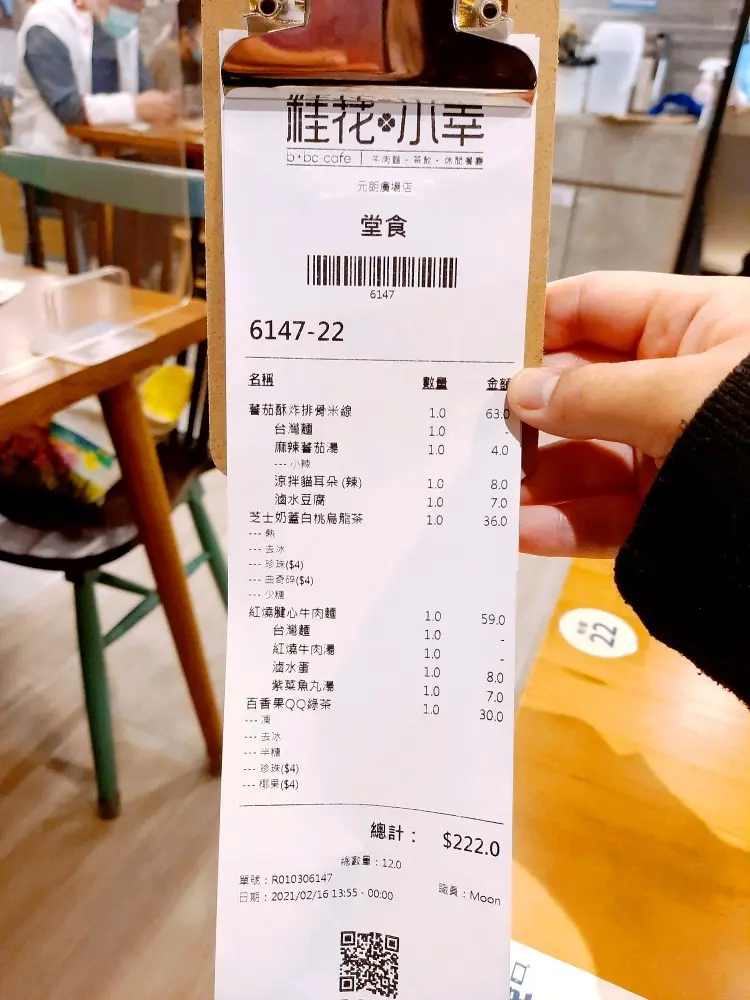 桂花小幸
b•bc cafe | 牛肉麵・茶飲・休閒餐廳
元朗廣場店
堂食
6147
6147-22
名稱 數量 金額
蕃茄酥炸排骨米線 1.0 63.0
台灣麵 1.0 -
麻辣蕃茄湯 1.0 4.0
--- 小辣
涼拌貓耳朵 (辣) 1.0 8.0
滷水豆腐 1.0 7.0
芝士奶蓋白桃烏龍茶 1.0 36.0
--- 熱
--- 去冰
--- 珍珠($4)
--- 曲奇碎($4)
--- 少糖
紅燒腱心牛肉麵 1.0 59.0
台灣麵 1.0 -
紅燒牛肉湯 1.0 -
滷水蛋 1.0 8.0
紫菜魚丸湯 1.0 7.0
百香果QQ綠茶 1.0 30.0
--- 凍
--- 去冰
--- 半糖
--- 珍珠($4)
--- 椰果($4)
總計： $222.0
總數量：12.0
單號：R010306147
日期：2021/02/16 13:55 - 00:00 職員：Moon
22